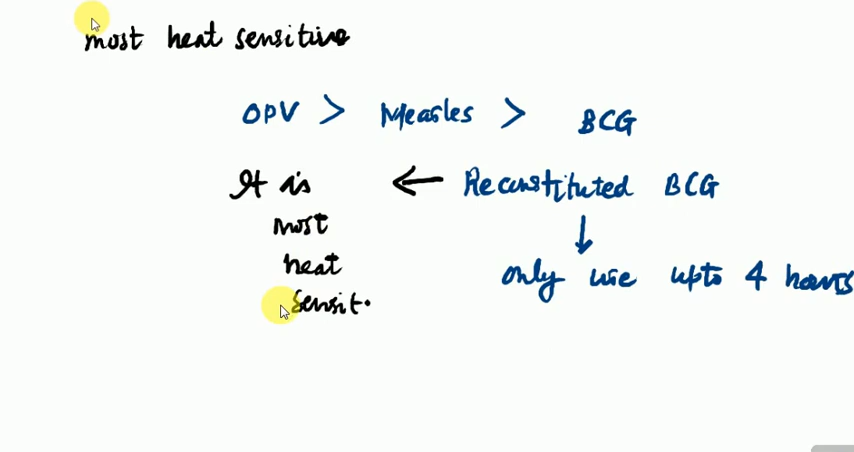 most heat sensitive
OPV > Measles > BCG
It is ← Reconstituted BCG
most
↓
heat
only use upto 4 hours
Sensit.